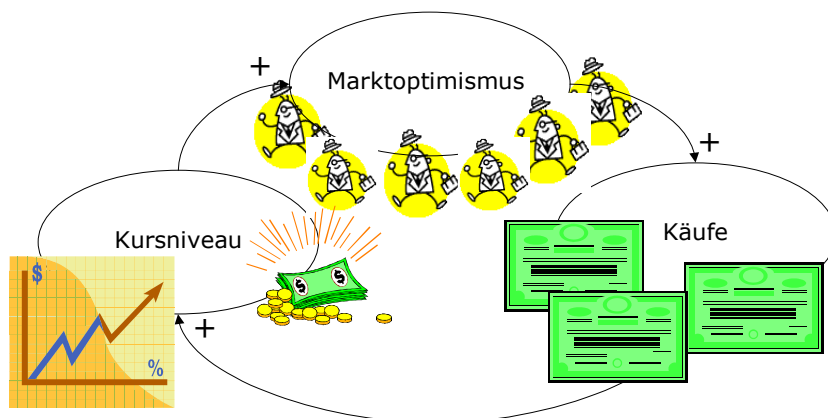 +
Marktoptimismus
+
Kursniveau
Käufe
$
$
$
+
%